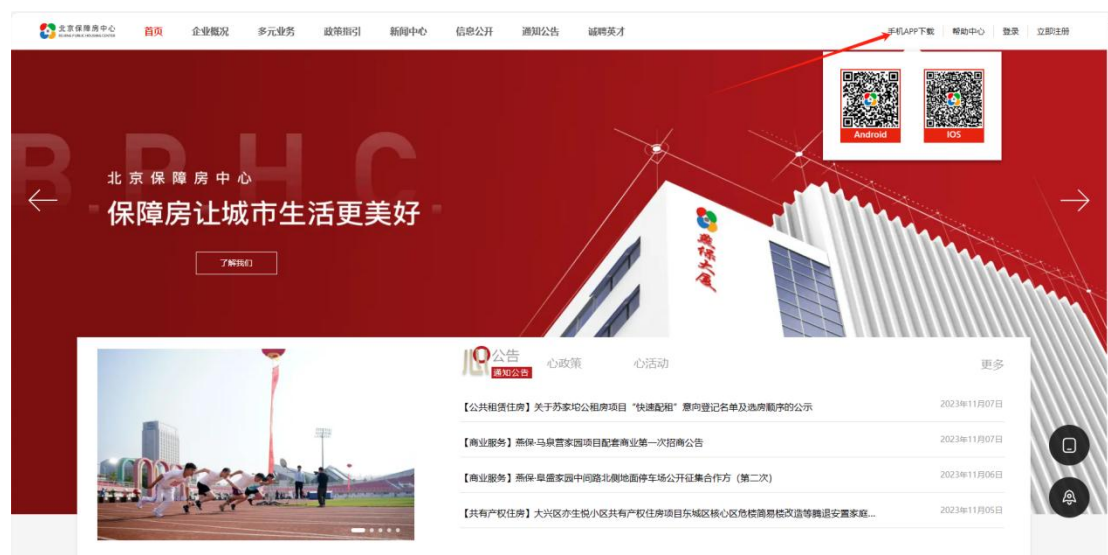 北京保障房中心 首页 企业概况 多元业务 政策指引 新闻中心 信息公开 通知公告 诚聘英才 手机APP下载 帮助中心 登录 立即注册
Android IOS
BPHC
北京保障房中心
保障房让城市生活更美好
了解我们
燕保大厦
公告 心政策 心活动 更多
通知公告
【公共租赁住房】关于苏家坨公租房项目“快速配租”意向登记名单及选房顺序的公示 2023年11月07日
【商业服务】燕保·马泉营家园项目配套商业第一次招商公告 2023年11月07日
【商业服务】燕保·阜盛家园中间路北侧地面停车场公开征集合作方（第二次） 2023年11月06日
【共有产权住房】大兴区亦生悦小区共有产权住房项目东城区核心区危楼简易楼改造等腾退安置家庭... 2023年11月05日